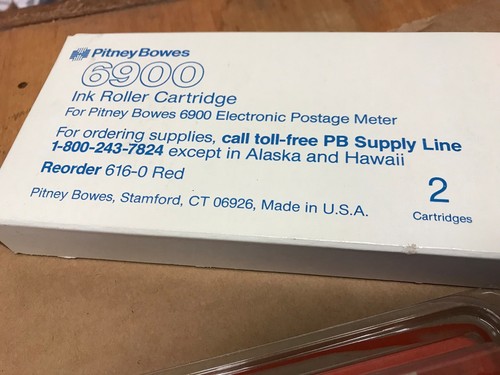 Pitney Bowes
6900
Ink Roller Cartridge
For Pitney Bowes 6900 Electronic Postage Meter
For ordering supplies, call toll-free PB Supply Line
1-800-243-7824 except in Alaska and Hawaii
Reorder 616-0 Red
Pitney Bowes, Stamford, CT 06926, Made in U.S.A.
2
Cartridges